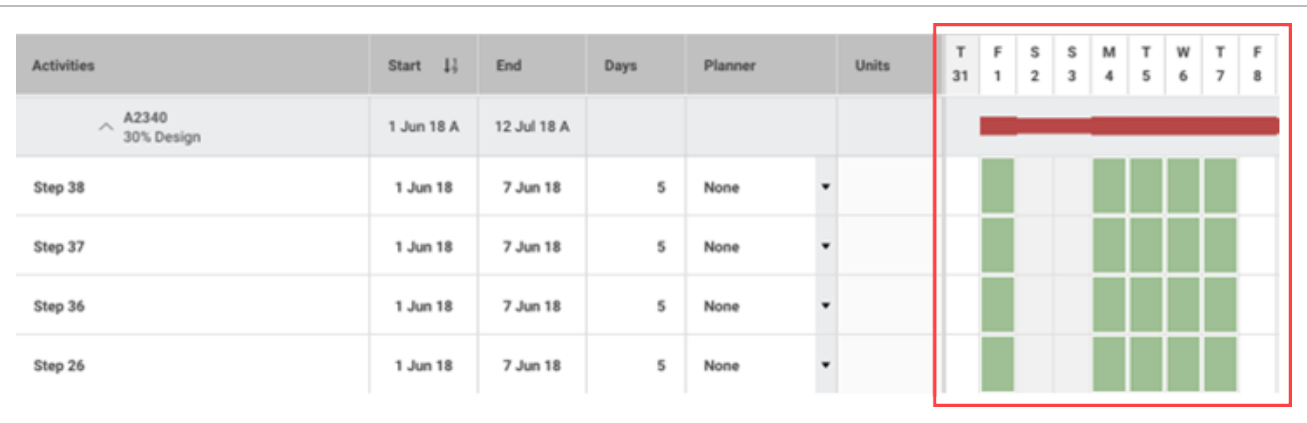 Activities Start End Days Planner Units T F S S M T W T F
31 1 2 3 4 5 6 7 8
A2340 1 Jun 18 A 12 Jul 18 A
30% Design
Step 38 1 Jun 18 7 Jun 18 5 None
Step 37 1 Jun 18 7 Jun 18 5 None
Step 36 1 Jun 18 7 Jun 18 5 None
Step 26 1 Jun 18 7 Jun 18 5 None